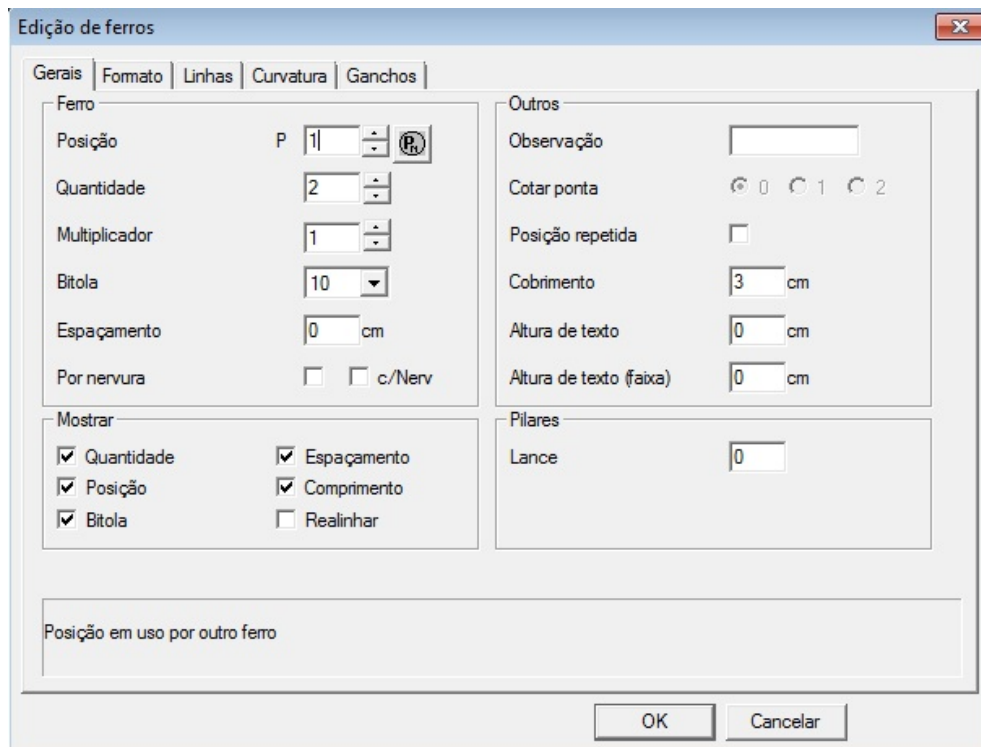 Edição de ferros
Gerais Formato Linhas Curvatura Ganchos
Ferro
Posição P 1
Quantidade 2
Multiplicador 1
Bitola 10
Espaçamento 0 cm
Por nervura c/Nerv
Outros
Observação
Cotar ponta 0 1 2
Posição repetida
Cobrimento 3 cm
Altura de texto 0 cm
Altura de texto (faixa) 0 cm
Mostrar
Quantidade Espaçamento
Posição Comprimento
Bitola Realinhar
Pilares
Lance 0
Posição em uso por outro ferro
OK Cancelar